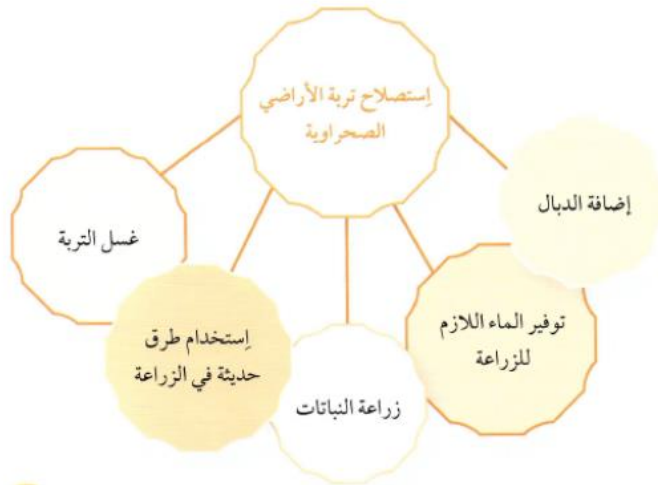 إستصلاح تربة الأراضي
الصحراوية
إضافة الدبال
توفير الماء اللازم
للزراعة
زراعة النباتات
إستخدام طرق
حديثة في الزراعة
غسل التربة